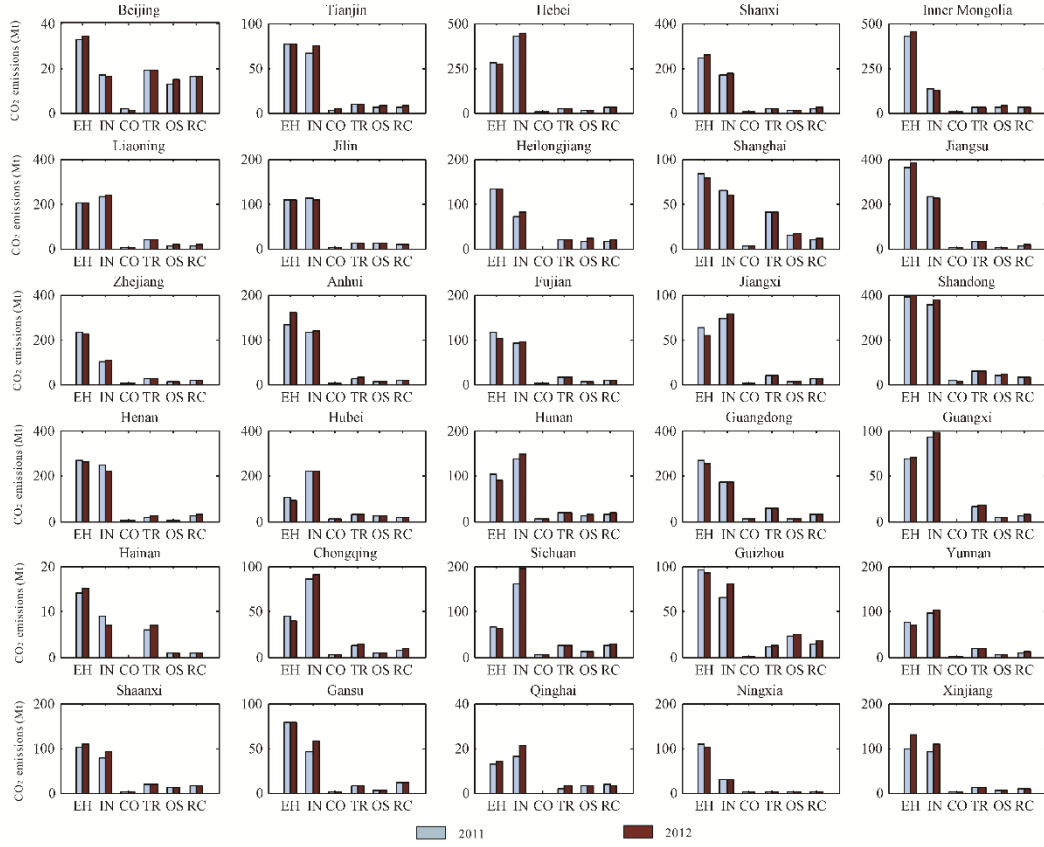 Beijing Tianjin Hebei Shanxi Inner Mongolia
CO₂ emissions (Mt)
40 100 500 400 500
20 50 250 200 250
0 0 0 0 0
EH IN CO TR OS RC EH IN CO TR OS RC EH IN CO TR OS RC EH IN CO TR OS RC EH IN CO TR OS RC
Liaoning Jilin Heilongjiang Shanghai Jiangsu
CO₂ emissions (Mt)
400 200 200 100 400
200 100 100 50 200
0 0 0 0 0
EH IN CO TR OS RC EH IN CO TR OS RC EH IN CO TR OS RC EH IN CO TR OS RC EH IN CO TR OS RC
Zhejiang Anhui Fujian Jiangxi Shandong
CO₂ emissions (Mt)
400 200 200 100 400
200 100 100 50 200
0 0 0 0 0
EH IN CO TR OS RC EH IN CO TR OS RC EH IN CO TR OS RC EH IN CO TR OS RC EH IN CO TR OS RC
Henan Hubei Hunan Guangdong Guangxi
CO₂ emissions (Mt)
400 400 200 400 100
200 200 100 200 50
0 0 0 0 0
EH IN CO TR OS RC EH IN CO TR OS RC EH IN CO TR OS RC EH IN CO TR OS RC EH IN CO TR OS RC
Hainan Chongqing Sichuan Guizhou Yunnan
CO₂ emissions (Mt)
20 100 200 100 200
10 50 100 50 100
0 0 0 0 0
EH IN CO TR OS RC EH IN CO TR OS RC EH IN CO TR OS RC EH IN CO TR OS RC EH IN CO TR OS RC
Shaanxi Gansu Qinghai Ningxia Xinjiang
CO₂ emissions (Mt)
200 100 40 200 200
100 50 20 100 100
0 0 0 0 0
EH IN CO TR OS RC EH IN CO TR OS RC EH IN CO TR OS RC EH IN CO TR OS RC EH IN CO TR OS RC
2011 2012